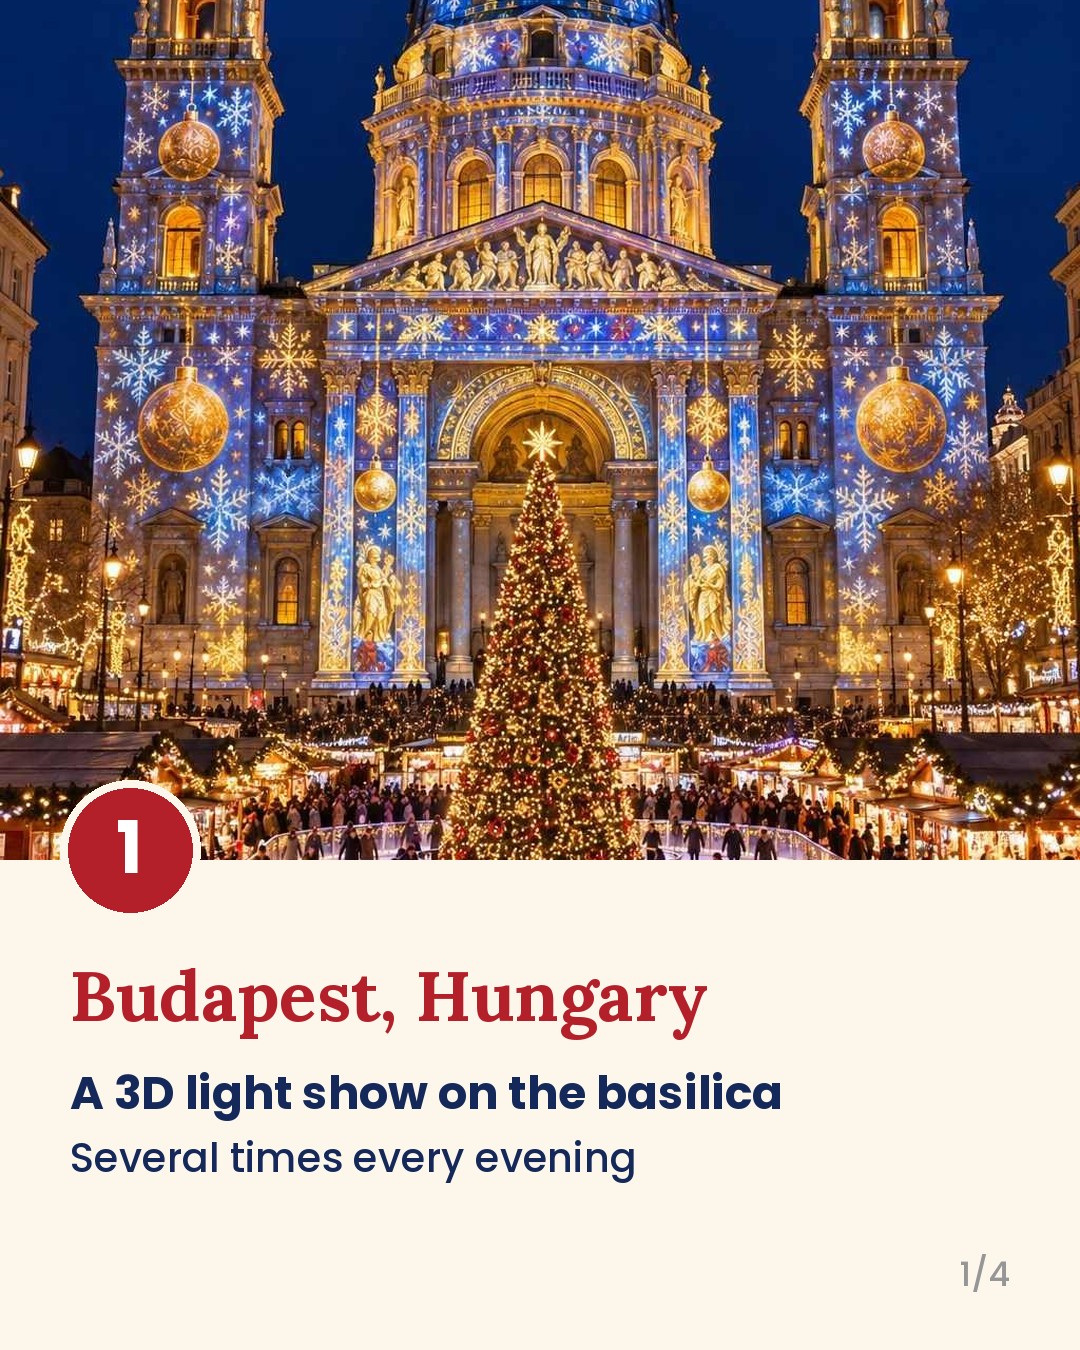 1
Budapest, Hungary
A 3D light show on the basilica
Several times every evening
1/4